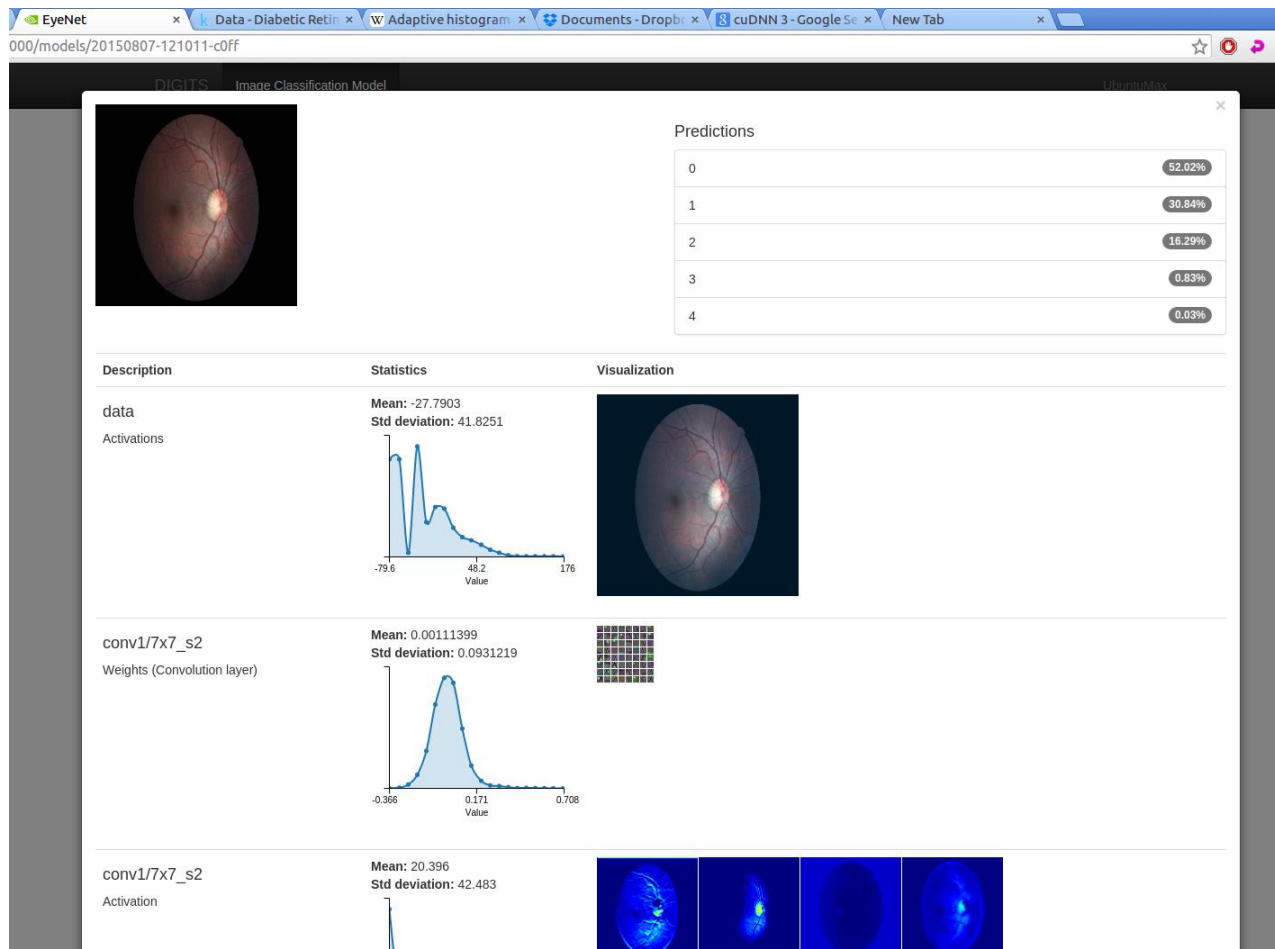 EyeNet × Data - Diabetic Retin × W Adaptive histogram × Documents - Dropbo × 8 cuDNN 3 - Google Se × New Tab ×
000/models/20150807-121011-c0ff
DIGITS Image Classification Model UbuntuMax
×
Predictions
0 52.02%
1 30.84%
2 16.29%
3 0.83%
4 0.03%
Description Statistics Visualization
data
Activations
Mean: -27.7903
Std deviation: 41.8251
-79.6 48.2 176
Value
conv1/7x7_s2
Weights (Convolution layer)
Mean: 0.00111399
Std deviation: 0.0931219
-0.366 0.171 0.708
Value
conv1/7x7_s2
Activation
Mean: 20.396
Std deviation: 42.483